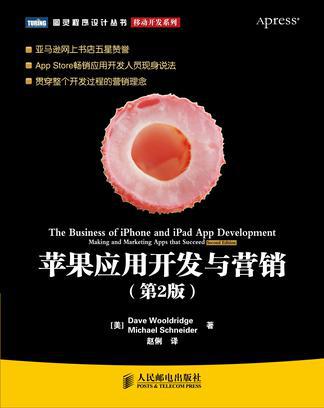 TURING
图灵程序设计丛书
移动开发系列
Apress®
亚马逊网上书店五星赞誉
App Store畅销应用开发人员现身说法
贯穿整个开发过程的营销理念
The Business of iPhone and iPad App Development
Making and Marketing Apps that Succeed Second Edition
苹果应用开发与营销
（第2版）
[美] Dave Wooldridge
Michael Schneider 著
赵俐 译
人民邮电出版社
POSTS & TELECOM PRESS